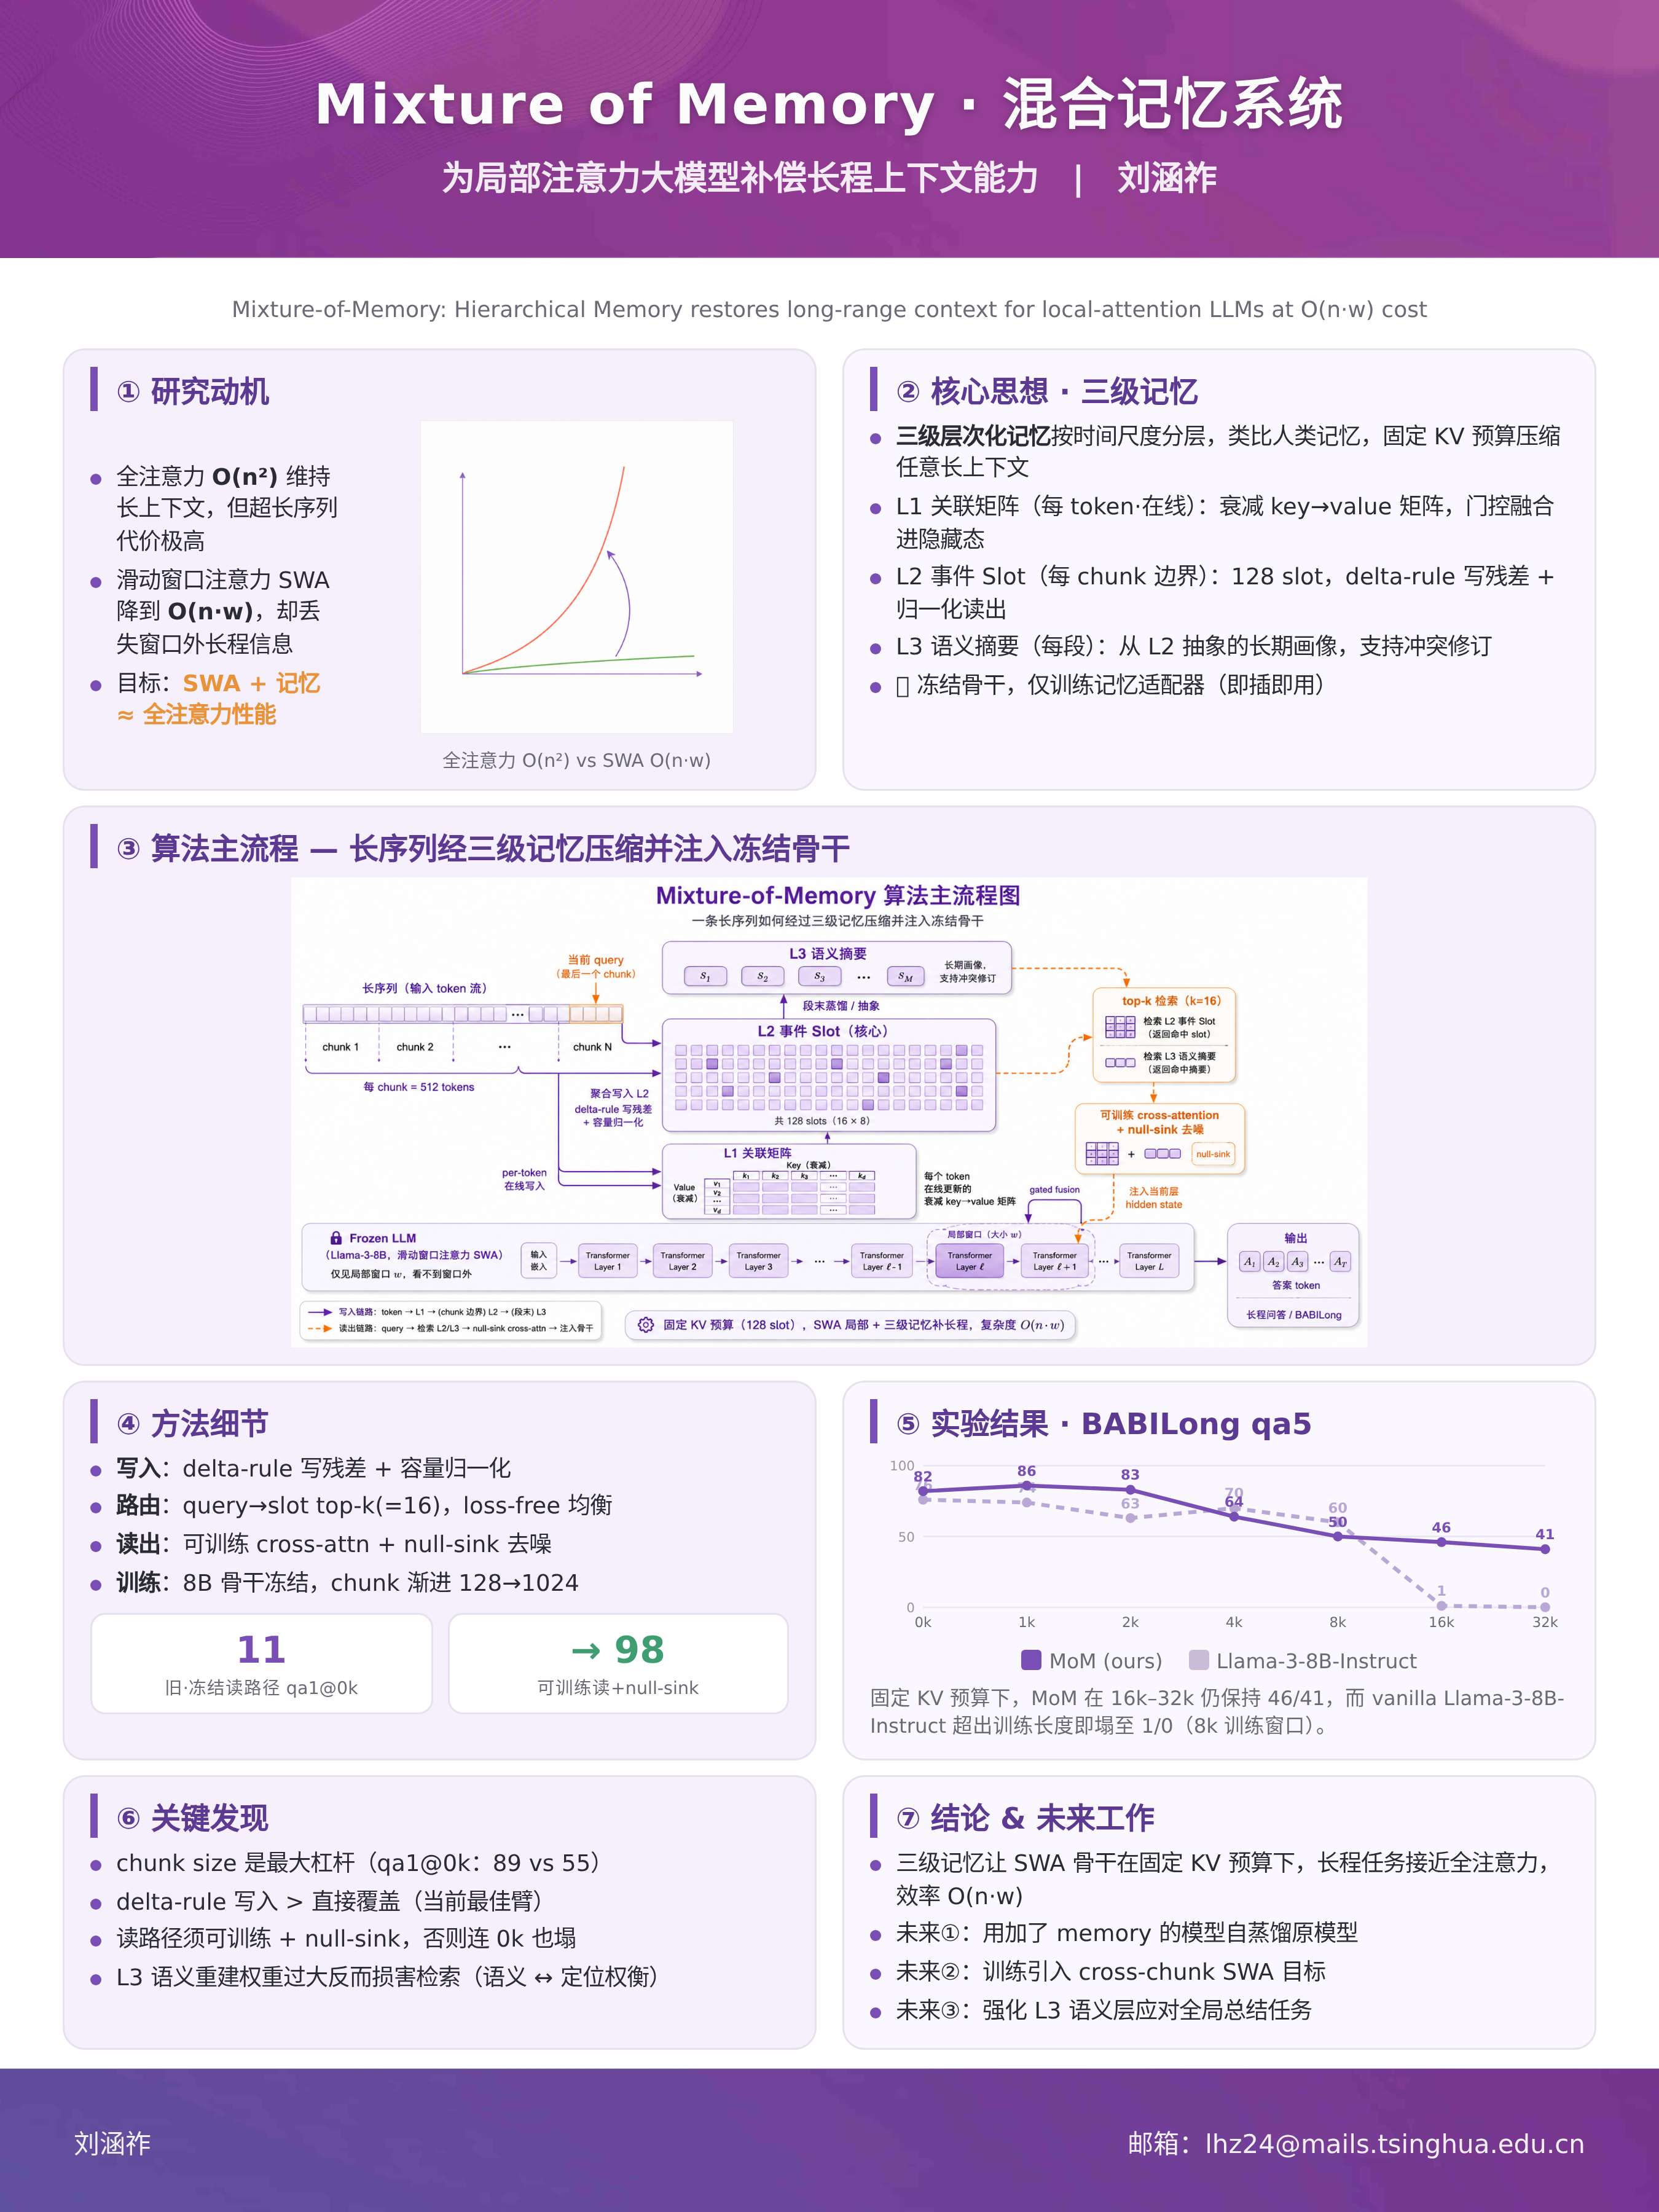 Mixture of Memory · 混合记忆系统
为局部注意力大模型补偿长程上下文能力 | 刘涵祚
Mixture-of-Memory: Hierarchical Memory restores long-range context for local-attention LLMs at O(n·w) cost
① 研究动机
全注意力 O(n²) 维持
长上下文，但超长序列
代价极高
滑动窗口注意力 SWA
降到 O(n·w)，却丢
失窗口外长程信息
目标：SWA + 记忆
≈ 全注意力性能
全注意力 O(n²) vs SWA O(n·w)
② 核心思想 · 三级记忆
三级层次化记忆按时间尺度分层，类比人类记忆，固定 KV 预算压缩
任意长上下文
L1 关联矩阵（每 token·在线）：衰减 key→value 矩阵，门控融合
进隐藏态
L2 事件 Slot（每 chunk 边界）：128 slot，delta-rule 写残差 +
归一化读出
L3 语义摘要（每段）：从 L2 抽象的长期画像，支持冲突修订
冻结骨干，仅训练记忆适配器（即插即用）
③ 算法主流程 — 长序列经三级记忆压缩并注入冻结骨干
Mixture-of-Memory 算法主流程图
一条长序列如何经过三级记忆压缩并注入冻结骨干
长序列（输入 token 流）
当前 query
（最后一个 chunk）
...
chunk 1
chunk 2
...
chunk N
每 chunk = 512 tokens
L3 语义摘要
s1 s2 s3 ... sM
长期画像，
支持冲突修订
段末蒸馏 / 抽象
L2 事件 Slot（核心）
共 128 slots（16 × 8）
聚合写入 L2
delta-rule 写残差
+ 容量归一化
L1 关联矩阵
Key（衰减）
k1 k2 k3 ... kd
Value
（衰减）
v1
v2
...
vd
per-token
在线写入
每个 token
在线更新的
衰减 key→value 矩阵
top-k 检索（k=16）
检索 L2 事件 Slot
（返回命中 slot）
检索 L3 语义摘要
（返回命中摘要）
可训练 cross-attention
+ null-sink 去噪
+
null-sink
gated fusion
注入当前层
hidden state
Frozen LLM
（Llama-3-8B，滑动窗口注意力 SWA）
仅见局部窗口 w，看不到窗口外
输入
嵌入
Transformer
Layer 1
Transformer
Layer 2
Transformer
Layer 3
...
Transformer
Layer ℓ-1
局部窗口（大小 w）
Transformer
Layer ℓ
Transformer
Layer ℓ+1
...
Transformer
Layer L
输出
A1 A2 A3 ... AT
答案 token
长程问答 / BABILong
写入链路：token → L1 → (chunk 边界) L2 → (段末) L3
读出链路：query → 检索 L2/L3 → null-sink cross-attn → 注入骨干
固定 KV 预算（128 slot），SWA 局部 + 三级记忆补长程，复杂度 O(n·w)
④ 方法细节
写入：delta-rule 写残差 + 容量归一化
路由：query→slot top-k(=16)，loss-free 均衡
读出：可训练 cross-attn + null-sink 去噪
训练：8B 骨干冻结，chunk 渐进 128→1024
11
旧·冻结读路径 qa1@0k
→ 98
可训练读+null-sink
⑤ 实验结果 · BABILong qa5
100
50
0
82 86 83 64 50 46 41
76 63 70 60 1 0
0k 1k 2k 4k 8k 16k 32k
MoM (ours) Llama-3-8B-Instruct
固定 KV 预算下，MoM 在 16k–32k 仍保持 46/41，而 vanilla Llama-3-8B-
Instruct 超出训练长度即塌至 1/0（8k 训练窗口）。
⑥ 关键发现
chunk size 是最大杠杆（qa1@0k：89 vs 55）
delta-rule 写入 > 直接覆盖（当前最佳臂）
读路径须可训练 + null-sink，否则连 0k 也塌
L3 语义重建权重过大反而损害检索（语义 ↔ 定位权衡）
⑦ 结论 & 未来工作
三级记忆让 SWA 骨干在固定 KV 预算下，长程任务接近全注意力，
效率 O(n·w)
未来①：用加了 memory 的模型自蒸馏原模型
未来②：训练引入 cross-chunk SWA 目标
未来③：强化 L3 语义层应对全局总结任务
刘涵祚
邮箱：lhz24@mails.tsinghua.edu.cn